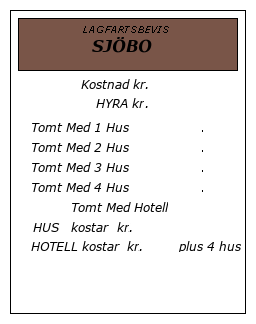 LAGFARTSBEVIS
SJÖBO
Kostnad kr.
HYRA kr.
Tomt Med 1 Hus .
Tomt Med 2 Hus .
Tomt Med 3 Hus .
Tomt Med 4 Hus .
Tomt Med Hotell
HUS kostar kr.
HOTELL kostar kr. plus 4 hus